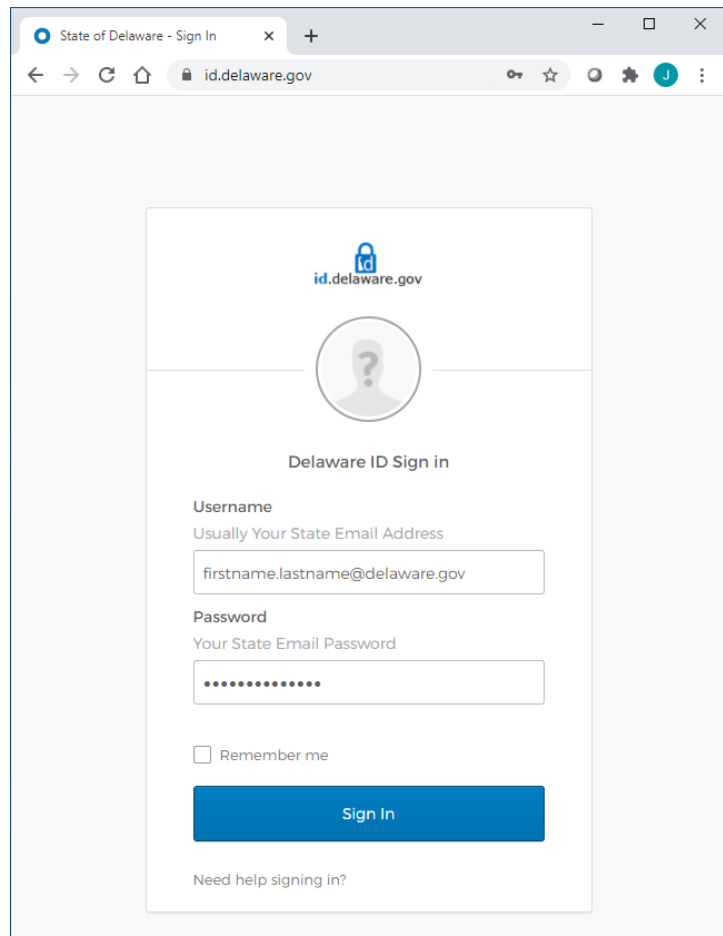 State of Delaware - Sign In
id.delaware.gov
J
id
id.delaware.gov
?
Delaware ID Sign in
Username
Usually Your State Email Address
firstname.lastname@delaware.gov
Password
Your State Email Password
••••••••••••••
Remember me
Sign In
Need help signing in?